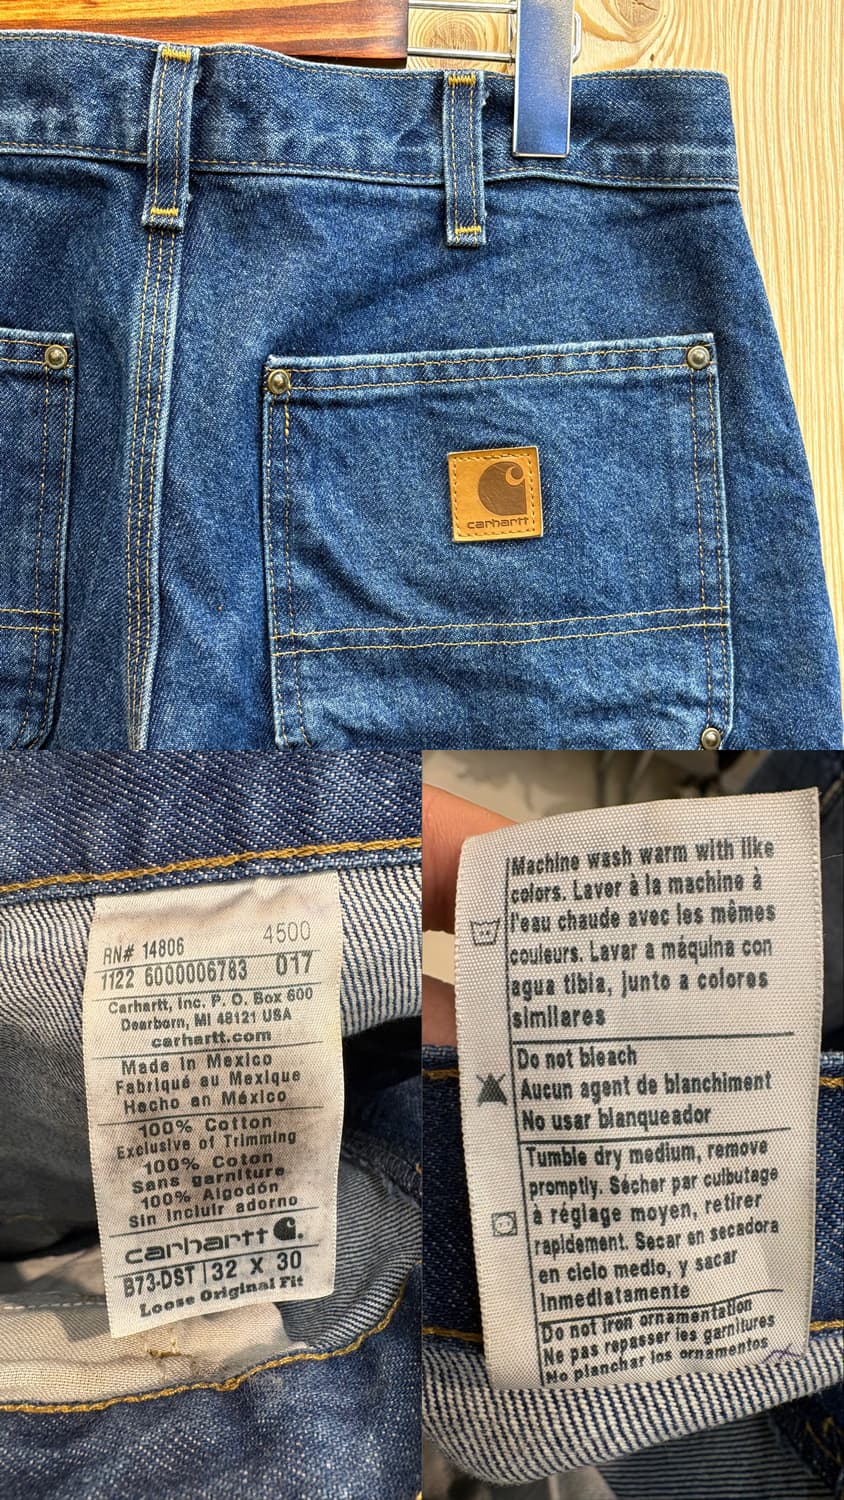 carhartt
RN# 14806 4500
1122 6000006783 017
Carhartt, Inc. P. O. Box 600
Dearborn, MI 48121 USA
carhartt.com
Made in Mexico
Fabriqué au Mexique
Hecho en México
100% Cotton
Exclusive of Trimming
100% Coton
Sans garniture
100% Algodón
Sin incluir adorno
carhartt
B73-DST | 32 X 30
Loose Original Fit
Machine wash warm with like
colors. Laver à la machine à
l'eau chaude avec les mêmes
couleurs. Lavar a máquina con
agua tibia, junto a colores
similares
Do not bleach
Aucun agent de blanchiment
No usar blanqueador
Tumble dry medium, remove
promptly. Sécher par culbutage
à réglage moyen, retirer
rapidement. Secar en secadora
en ciclo medio, y sacar
inmediatamente
Do not iron ornamentation
Ne pas repasser les garnitures
No planchar los ornamentos